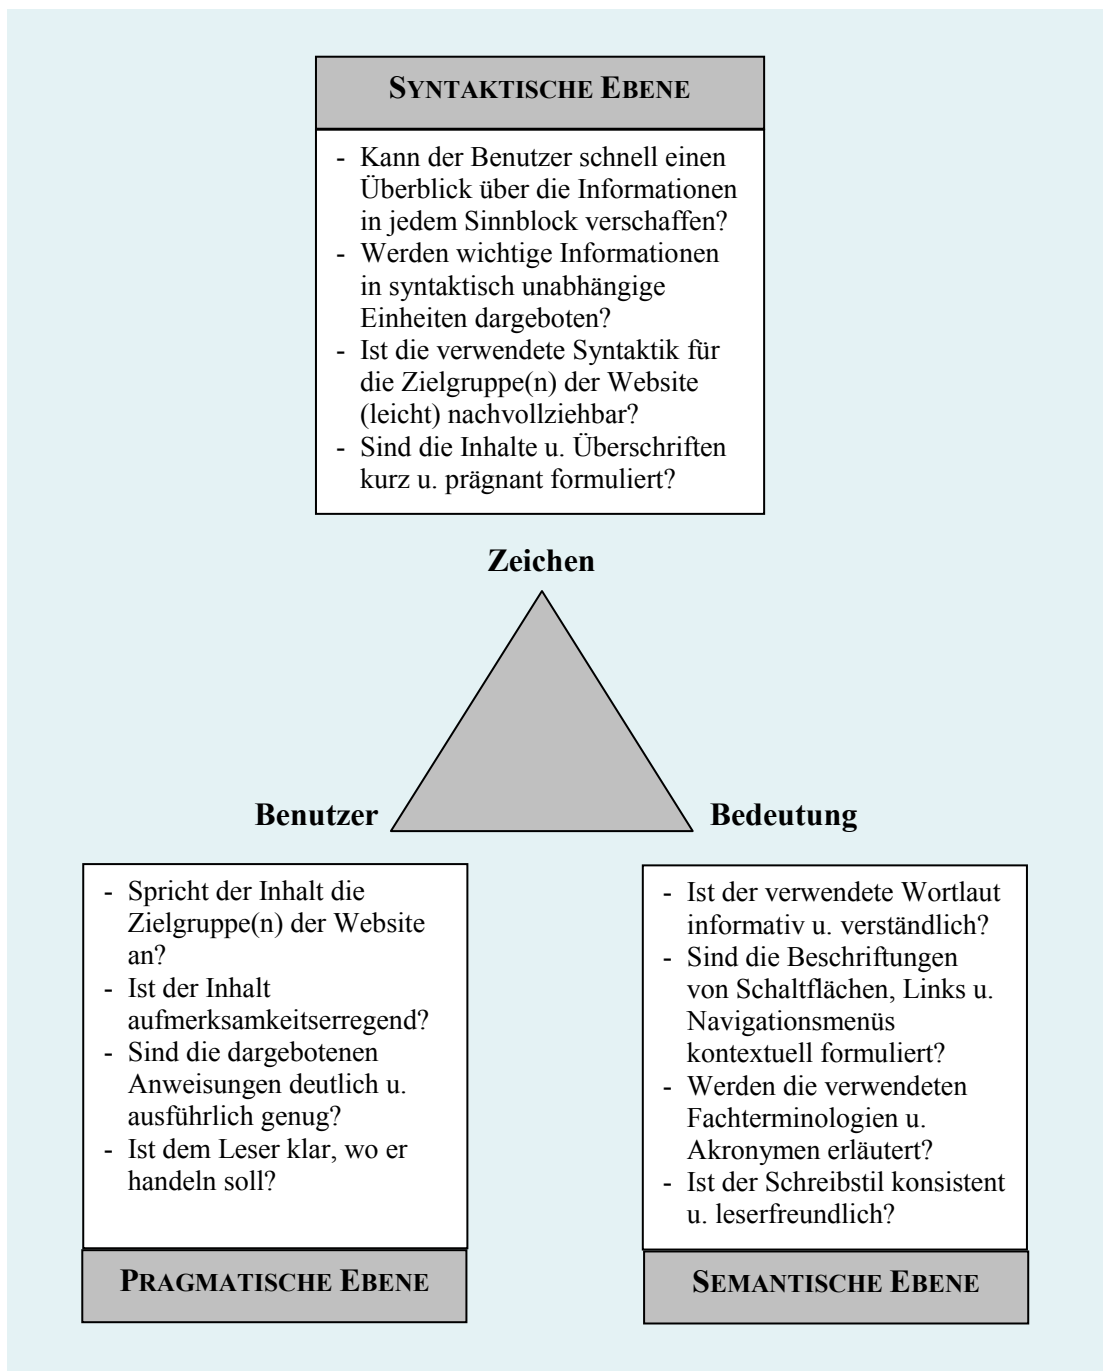 SYNTAKTISCHE EBENE
- Kann der Benutzer schnell einen
Überblick über die Informationen
in jedem Sinnblock verschaffen?
- Werden wichtige Informationen
in syntaktisch unabhängige
Einheiten dargeboten?
- Ist die verwendete Syntaktik für
die Zielgruppe(n) der Website
(leicht) nachvollziehbar?
- Sind die Inhalte u. Überschriften
kurz u. prägnant formuliert?
Zeichen
Benutzer
Bedeutung
- Spricht der Inhalt die
Zielgruppe(n) der Website
an?
- Ist der Inhalt
aufmerksamkeitserregend?
- Sind die dargebotenen
Anweisungen deutlich u.
ausführlich genug?
- Ist dem Leser klar, wo er
handeln soll?
PRAGMATISCHE EBENE
- Ist der verwendete Wortlaut
informativ u. verständlich?
- Sind die Beschriftungen
von Schaltflächen, Links u.
Navigationsmenüs
kontextuell formuliert?
- Werden die verwendeten
Fachterminologien u.
Akronymen erläutert?
- Ist der Schreibstil konsistent
u. leserfreundlich?
SEMANTISCHE EBENE